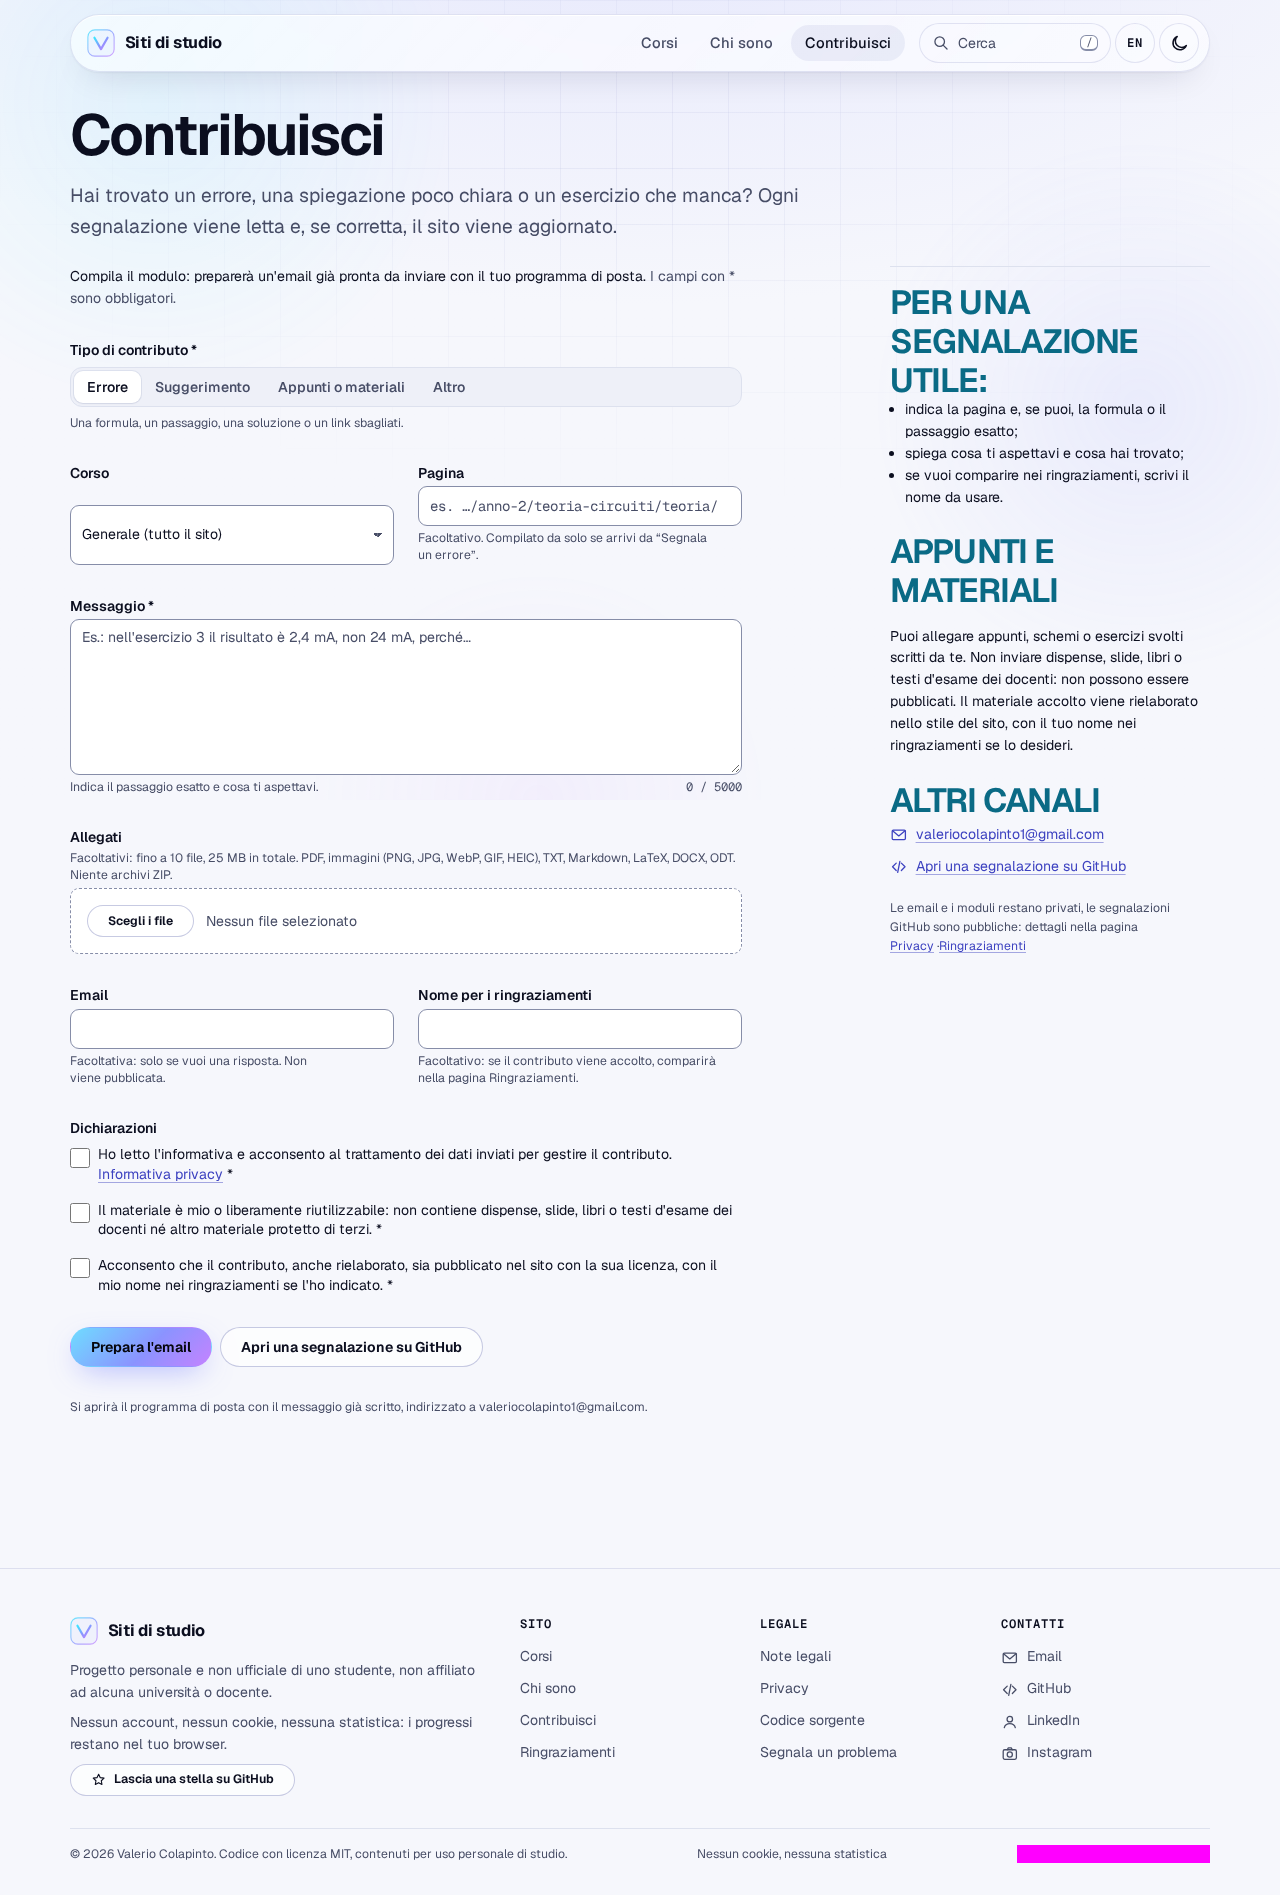 Siti di studio
Corsi
Chi sono
Contribuisci
Cerca
/
EN
Contribuisci
Hai trovato un errore, una spiegazione poco chiara o un esercizio che manca? Ogni
segnalazione viene letta e, se corretta, il sito viene aggiornato.
Compila il modulo: preparerà un'email già pronta da inviare con il tuo programma di posta. I campi con *
sono obbligatori.
Tipo di contributo *
Errore
Suggerimento
Appunti o materiali
Altro
Una formula, un passaggio, una soluzione o un link sbagliati.
Corso
Generale (tutto il sito)
Pagina
es. …/anno-2/teoria-circuiti/teoria/
Facoltativo. Compilato da solo se arrivi da “Segnala
un errore”.
Messaggio *
Es.: nell'esercizio 3 il risultato è 2,4 mA, non 24 mA, perché…
Indica il passaggio esatto e cosa ti aspettavi.
0 / 5000
Allegati
Facoltativi: fino a 10 file, 25 MB in totale. PDF, immagini (PNG, JPG, WebP, GIF, HEIC), TXT, Markdown, LaTeX, DOCX, ODT.
Niente archivi ZIP.
Scegli i file
Nessun file selezionato
Email
Facoltativa: solo se vuoi una risposta. Non
viene pubblicata.
Nome per i ringraziamenti
Facoltativo: se il contributo viene accolto, comparirà
nella pagina Ringraziamenti.
Dichiarazioni
Ho letto l'informativa e acconsento al trattamento dei dati inviati per gestire il contributo.
Informativa privacy *
Il materiale è mio o liberamente riutilizzabile: non contiene dispense, slide, libri o testi d'esame dei
docenti né altro materiale protetto di terzi. *
Acconsento che il contributo, anche rielaborato, sia pubblicato nel sito con la sua licenza, con il
mio nome nei ringraziamenti se l'ho indicato. *
Prepara l'email
Apri una segnalazione su GitHub
Si aprirà il programma di posta con il messaggio già scritto, indirizzato a valeriocolapinto1@gmail.com.
PER UNA
SEGNALAZIONE
UTILE:
indica la pagina e, se puoi, la formula o il
passaggio esatto;
spiega cosa ti aspettavi e cosa hai trovato;
se vuoi comparire nei ringraziamenti, scrivi il
nome da usare.
APPUNTI E
MATERIALI
Puoi allegare appunti, schemi o esercizi svolti
scritti da te. Non inviare dispense, slide, libri o
testi d'esame dei docenti: non possono essere
pubblicati. Il materiale accolto viene rielaborato
nello stile del sito, con il tuo nome nei
ringraziamenti se lo desideri.
ALTRI CANALI
valeriocolapinto1@gmail.com
Apri una segnalazione su GitHub
Le email e i moduli restano privati, le segnalazioni
GitHub sono pubbliche: dettagli nella pagina
Privacy ·Ringraziamenti
Siti di studio
Progetto personale e non ufficiale di uno studente, non affiliato
ad alcuna università o docente.
Nessun account, nessun cookie, nessuna statistica: i progressi
restano nel tuo browser.
Lascia una stella su GitHub
SITO
Corsi
Chi sono
Contribuisci
Ringraziamenti
LEGALE
Note legali
Privacy
Codice sorgente
Segnala un problema
CONTATTI
Email
GitHub
LinkedIn
Instagram
© 2026 Valerio Colapinto. Codice con licenza MIT, contenuti per uso personale di studio.
Nessun cookie, nessuna statistica